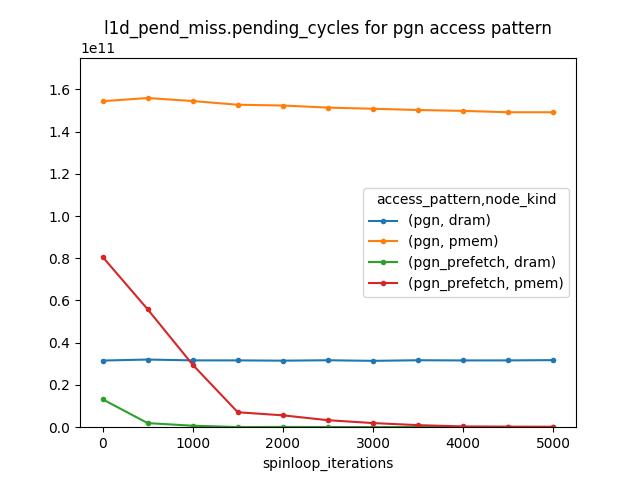 l1d_pend_miss.pending_cycles for pgn access pattern
1e11
1.6
1.4
1.2
1.0
0.8
0.6
0.4
0.2
0.0
access_pattern,node_kind
(pgn, dram)
(pgn, pmem)
(pgn_prefetch, dram)
(pgn_prefetch, pmem)
0 1000 2000 3000 4000 5000
spinloop_iterations